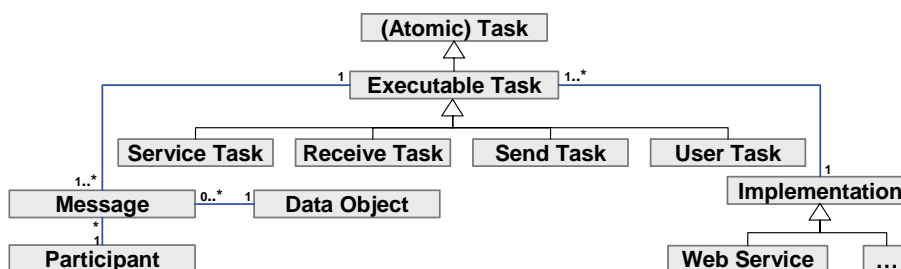 (Atomic) Task
1
Executable Task
1..*
Service Task
Receive Task
Send Task
User Task
1..*
0..*
1
1
Message
Data Object
Implementation
*
1
Participant
Web Service
...